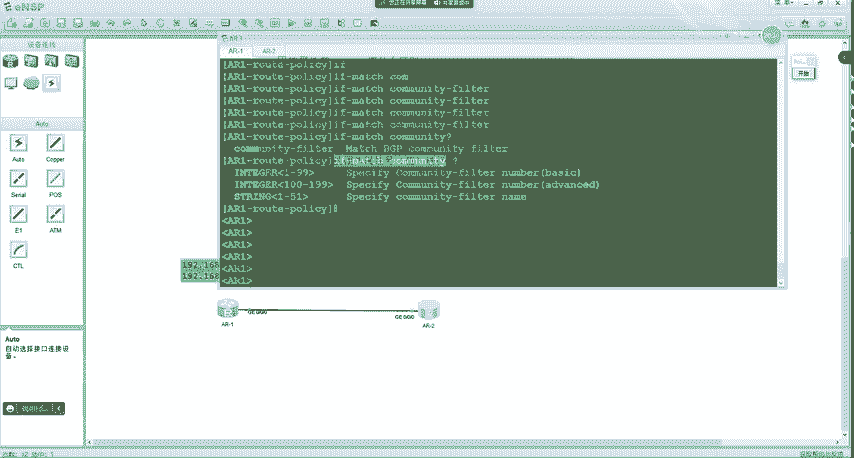 eNSP
设备连线
Auto
Auto
Copper
Serial
POS
E1
ATM
CTL
Auto
自动选择接口连接设
备。
AR1
AR-1
AR-2
[AR1-route-policy]if
[AR1-route-policy]if-match com
[AR1-route-policy]if-match community-filter
[AR1-route-policy]if-match community-filter
[AR1-route-policy]if-match community-filter
[AR1-route-policy]if-match community-filter
[AR1-route-policy]if-match community?
community-filter Match BGP community filter
[AR1-route-policy]if-match community ?
INTEGER<1-99> Specify Community-filter number(basic)
INTEGER<100-199> Specify Community-filter number(advanced)
STRING<1-51> Specify community-filter name
[AR1-route-policy]
<AR1>
<AR1>
<AR1>
<AR1>
<AR1>
<AR1>
192.168
192.168
GE 0/0/0
GE 0/0/0
AR-1
AR-2
开始